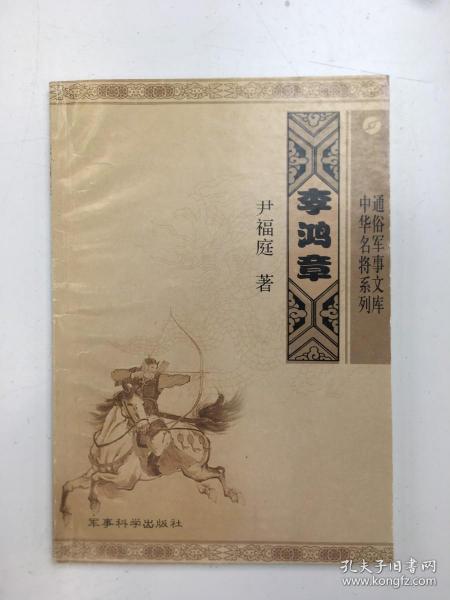 通俗军事文库
中华名将系列
李鸿章
尹福庭 著
军事科学出版社
孔夫子旧书网
www.kongfz.com